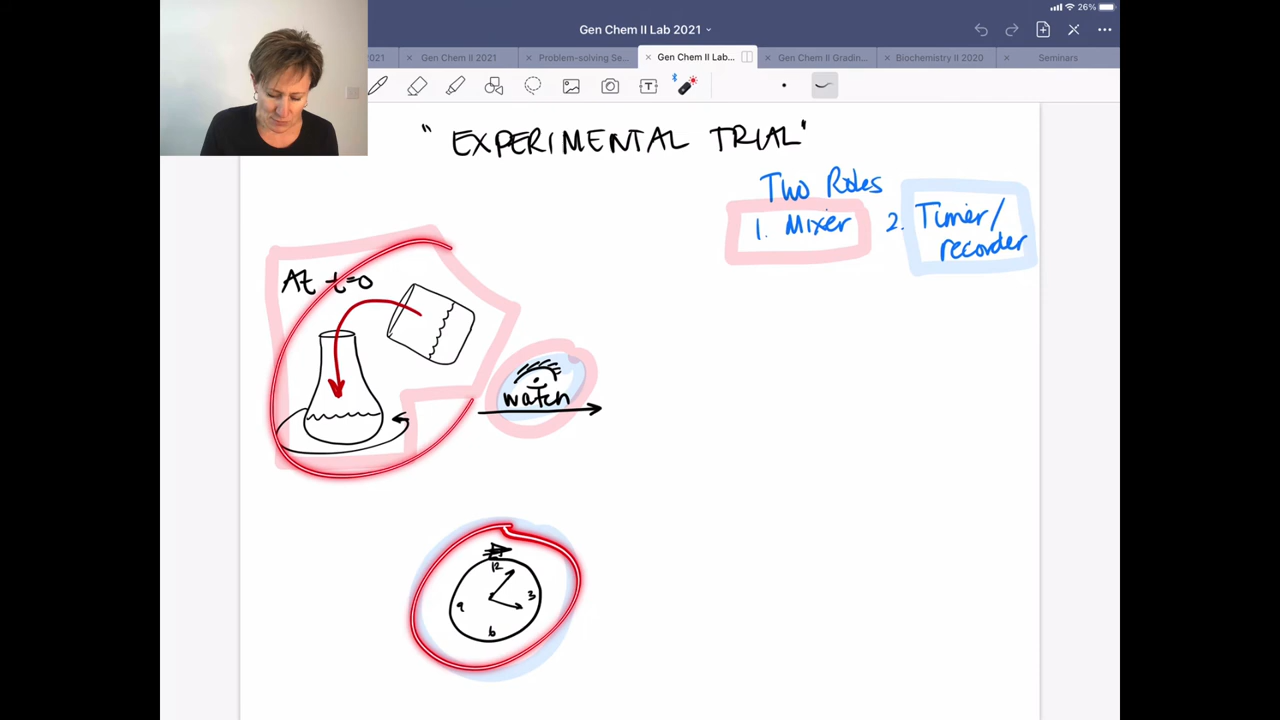 26%
Gen Chem II Lab 2021
2021
Gen Chem II 2021
Problem-solving Se...
Gen Chem II Lab...
Gen Chem II Gradin...
Biochemistry II 2020
Seminars
T
"EXPERIMENTAL TRIAL"
Two Roles
1. Mixer
2. Timer/
recorder
At t=0
watch
12
3
6
9